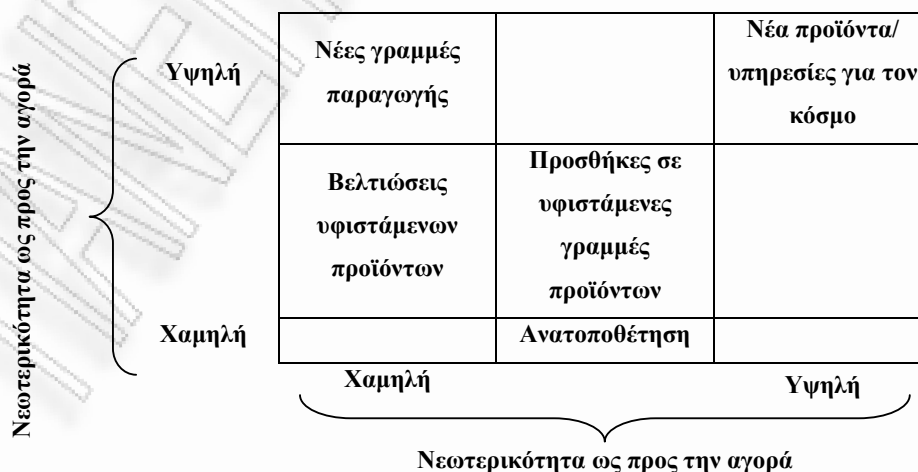 Νεωτερικότητα ως προς την αγορά
Υψηλή
Νέες γραμμές
παραγωγής
Νέα προϊόντα/
υπηρεσίες για τον
κόσμο
Βελτιώσεις
υφιστάμενων
προϊόντων
Προσθήκες σε
υφιστάμενες
γραμμές
προϊόντων
Χαμηλή
Ανατοποθέτηση
Χαμηλή
Υψηλή
Νεωτερικότητα ως προς την αγορά